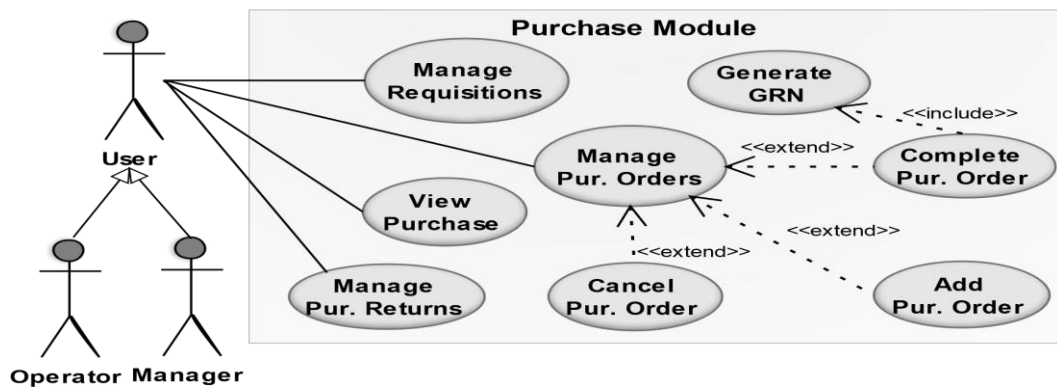 Purchase Module
Manage
Requisitions
Generate
GRN
<<include>>
<<extend>>
User
Manage
Pur. Orders
Complete
Pur. Order
View
Purchase
<<extend>>
<<extend>>
Manage
Pur. Returns
Cancel
Pur. Order
Add
Pur. Order
Operator
Manager